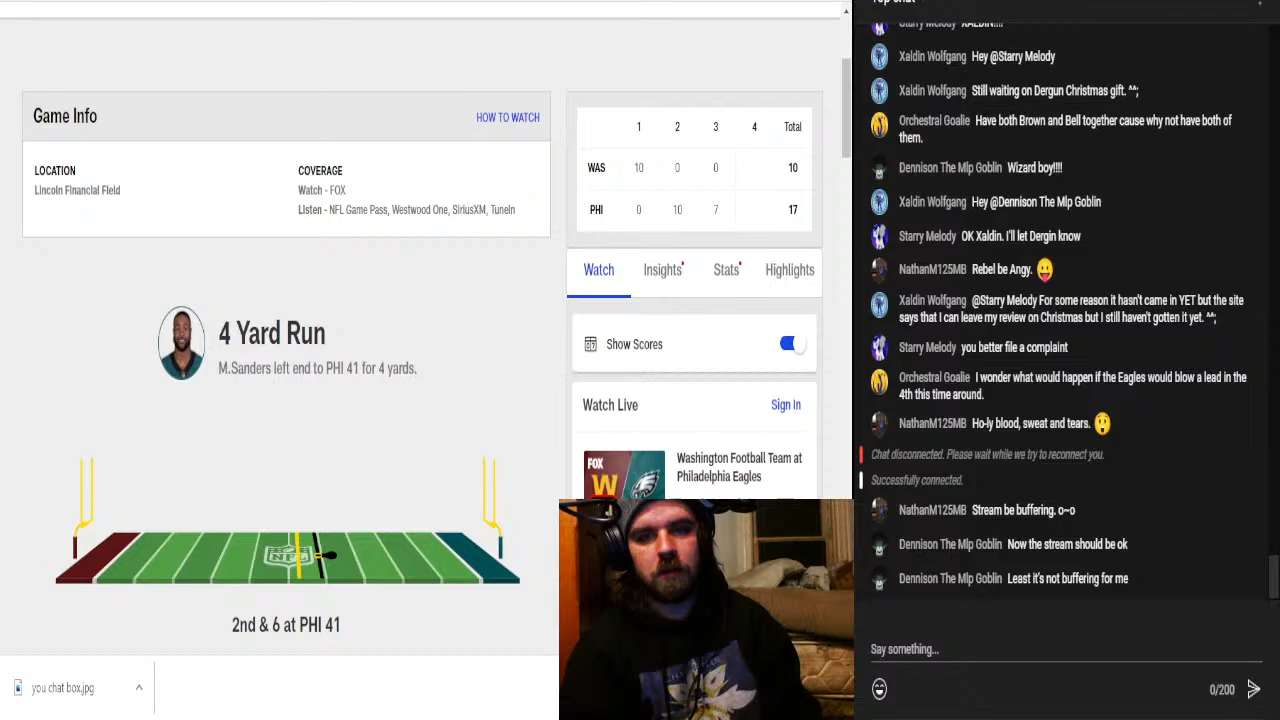 Game Info
HOW TO WATCH
LOCATION
Lincoln Financial Field
COVERAGE
Watch - FOX
Listen - NFL Game Pass, Westwood One, SiriusXM, TuneIn
1 2 3 4 Total
WAS 10 0 0 10
PHI 0 10 7 17
Watch Insights Stats Highlights
Show Scores
Watch Live Sign In
FOX
W
Washington Football Team at
Philadelphia Eagles
4 Yard Run
M.Sanders left end to PHI 41 for 4 yards.
NFL
2nd & 6 at PHI 41
you chat box.jpg
Starry Melody XALDIN!!!!
Xaldin Wolfgang Hey @Starry Melody
Xaldin Wolfgang Still waiting on Dergun Christmas gift. ^^;
Orchestral Goalie Have both Brown and Bell together cause why not have both of
them.
Dennison The Mlp Goblin Wizard boy!!!!
Xaldin Wolfgang Hey @Dennison The Mlp Goblin
Starry Melody OK Xaldin. I'll let Dergin know
NathanM125MB Rebel be Angy.
Xaldin Wolfgang @Starry Melody For some reason it hasn't came in YET but the site
says that I can leave my review on Christmas but I still haven't gotten it yet. ^^;
Starry Melody you better file a complaint
Orchestral Goalie I wonder what would happen if the Eagles would blow a lead in the
4th this time around.
NathanM125MB Ho-ly blood, sweat and tears.
Chat disconnected. Please wait while we try to reconnect you.
Successfully connected.
NathanM125MB Stream be buffering. o~o
Dennison The Mlp Goblin Now the stream should be ok
Dennison The Mlp Goblin Least it's not buffering for me
Say something...
0/200